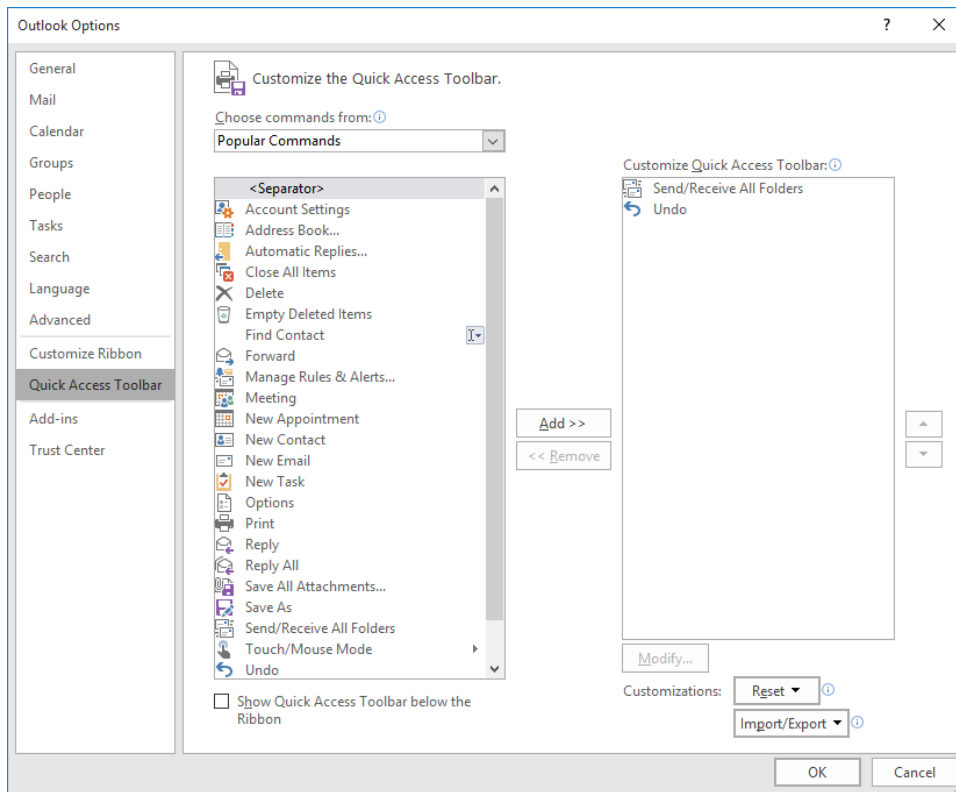 Outlook Options
?
General
Mail
Calendar
Groups
People
Tasks
Search
Language
Advanced
Customize Ribbon
Quick Access Toolbar
Add-ins
Trust Center
Customize the Quick Access Toolbar.
Choose commands from:
Popular Commands
<Separator>
Account Settings
Address Book...
Automatic Replies...
Close All Items
Delete
Empty Deleted Items
Find Contact
Forward
Manage Rules & Alerts...
Meeting
New Appointment
New Contact
New Email
New Task
Options
Print
Reply
Reply All
Save All Attachments...
Save As
Send/Receive All Folders
Touch/Mouse Mode
Undo
Show Quick Access Toolbar below the
Ribbon
Add >>
<< Remove
Customize Quick Access Toolbar:
Send/Receive All Folders
Undo
Modify...
Customizations:
Reset
Import/Export
OK
Cancel